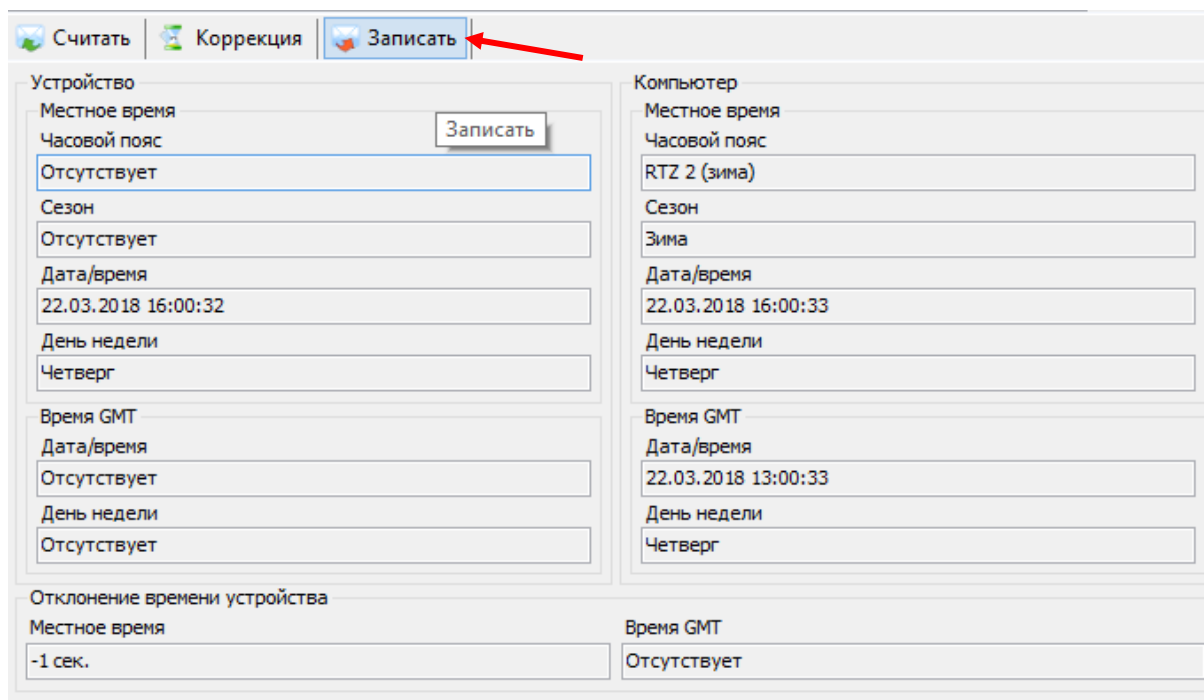 Считать
Коррекция
Записать
Записать
Устройство
Местное время
Часовой пояс
Отсутствует
Сезон
Отсутствует
Дата/время
22.03.2018 16:00:32
День недели
Четверг
Время GMT
Дата/время
Отсутствует
День недели
Отсутствует
Компьютер
Местное время
Часовой пояс
RTZ 2 (зима)
Сезон
Зима
Дата/время
22.03.2018 16:00:33
День недели
Четверг
Время GMT
Дата/время
22.03.2018 13:00:33
День недели
Четверг
Отклонение времени устройства
Местное время
-1 сек.
Время GMT
Отсутствует